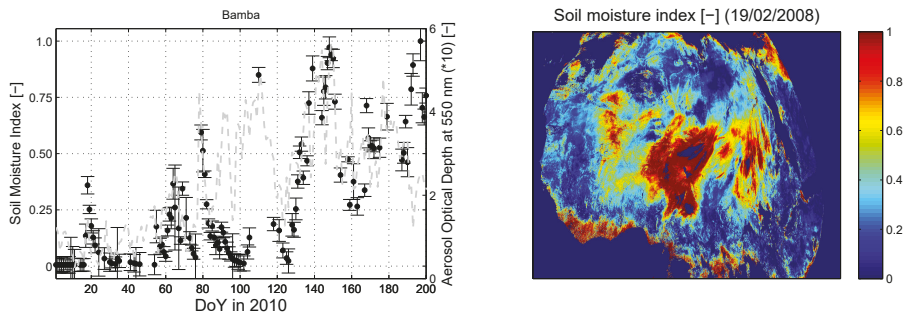 Bamba
Soil Moisture Index [-]
1.0
0.75
0.50
0.25
0
20 40 60 80 100 120 140 160 180 200
DoY in 2010
6
4
2
0
Aerosol Optical Depth at 550 nm (*10) [-]
Soil moisture index [−] (19/02/2008)
1
0.8
0.6
0.4
0.2
0